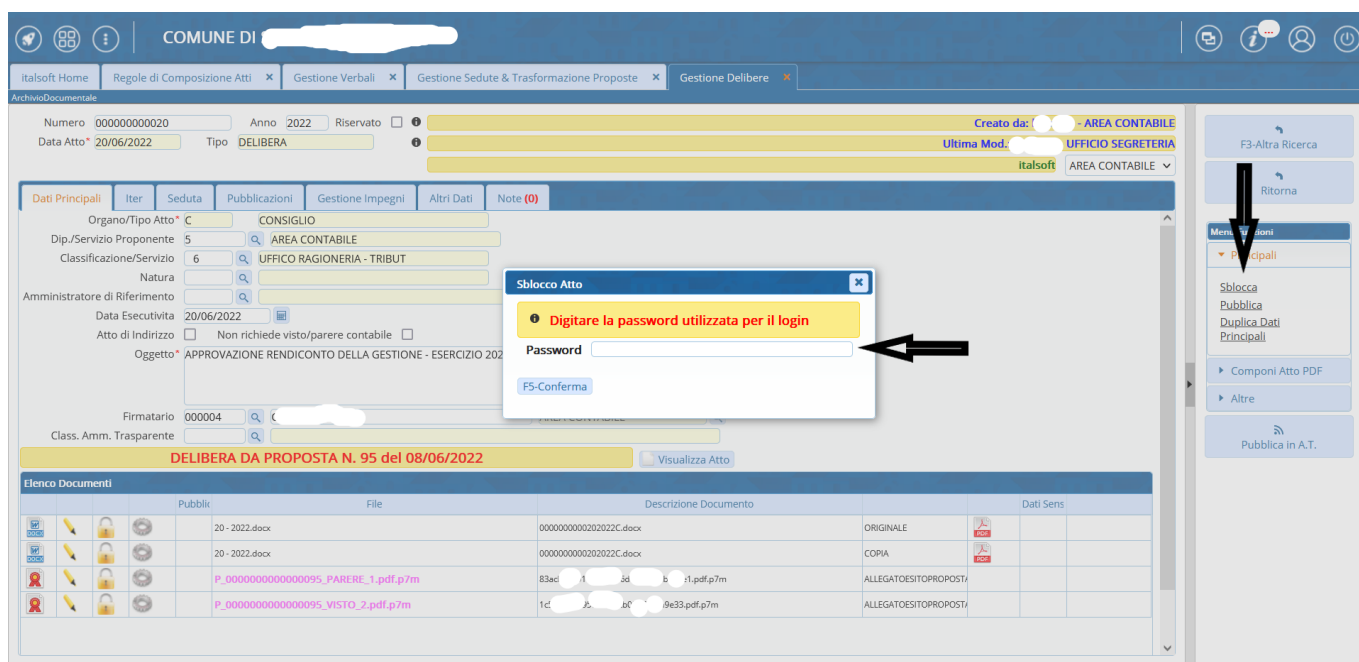 COMUNE DI
italsoft Home Regole di Composizione Atti × Gestione Verbali × Gestione Sedute & Trasformazione Proposte × Gestione Delibere ×
ArchivioDocumentale
Numero 000000000020 Anno 2022 Riservato
Creato da: - AREA CONTABILE
Data Atto* 20/06/2022 Tipo DELIBERA
Ultima Mod.: UFFICIO SEGRETERIA
italsoft AREA CONTABILE
Dati Principali Iter Seduta Pubblicazioni Gestione Impegni Altri Dati Note (0)
Organo/Tipo Atto* C CONSIGLIO
Dip./Servizio Proponente 5 AREA CONTABILE
Classificazione/Servizio 6 UFFICO RAGIONERIA - TRIBUT
Natura
Amministratore di Riferimento
Data Esecutivita 20/06/2022
Atto di Indirizzo Non richiede visto/parere contabile
Oggetto* APPROVAZIONE RENDICONTO DELLA GESTIONE - ESERCIZIO 202
Firmatario 000004
Class. Amm. Trasparente
DELIBERA DA PROPOSTA N. 95 del 08/06/2022 Visualizza Atto
Sblocco Atto
Digitare la password utilizzata per il login
Password
F5-Conferma
Elenco Documenti
File Descrizione Documento Dati Sens
20 - 2022.docx 0000000000202022C.docx ORIGINALE
20 - 2022.docx 0000000000202022C.docx COPIA
P_0000000000000095_PARERE_1.pdf.p7m ALLEGATOESITOPROPOST
P_0000000000000095_VISTO_2.pdf.p7m ALLEGATOESITOPROPOST
F3-Altra Ricerca
Ritorna
Sblocca
Pubblica
Duplica Dati
Principali
Componi Atto PDF
Altre
Pubblica in A.T.